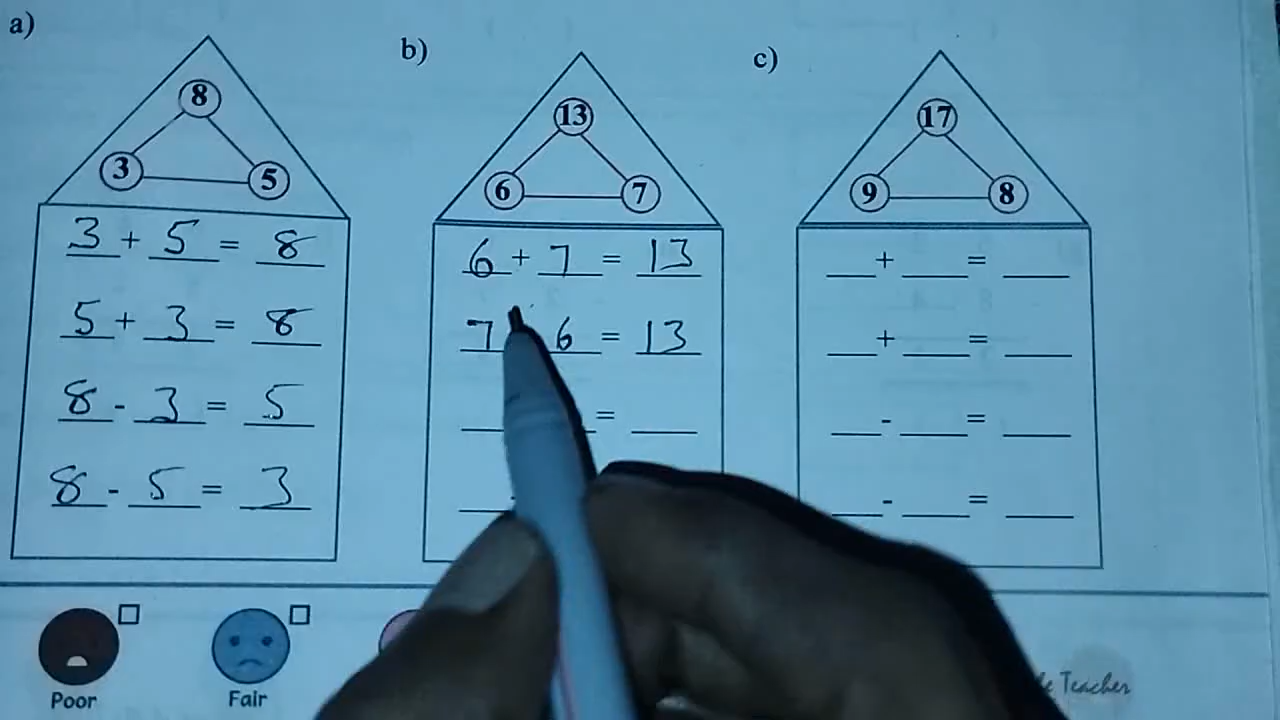 a)
8
3 5
3 + 5 = 8
5 + 3 = 8
8 - 3 = 5
8 - 5 = 3
b)
13
6 7
6 + 7 = 13
7 6 = 13
=
c)
17
9 8
+ =
+ =
- =
- =
Poor
Fair
Teacher